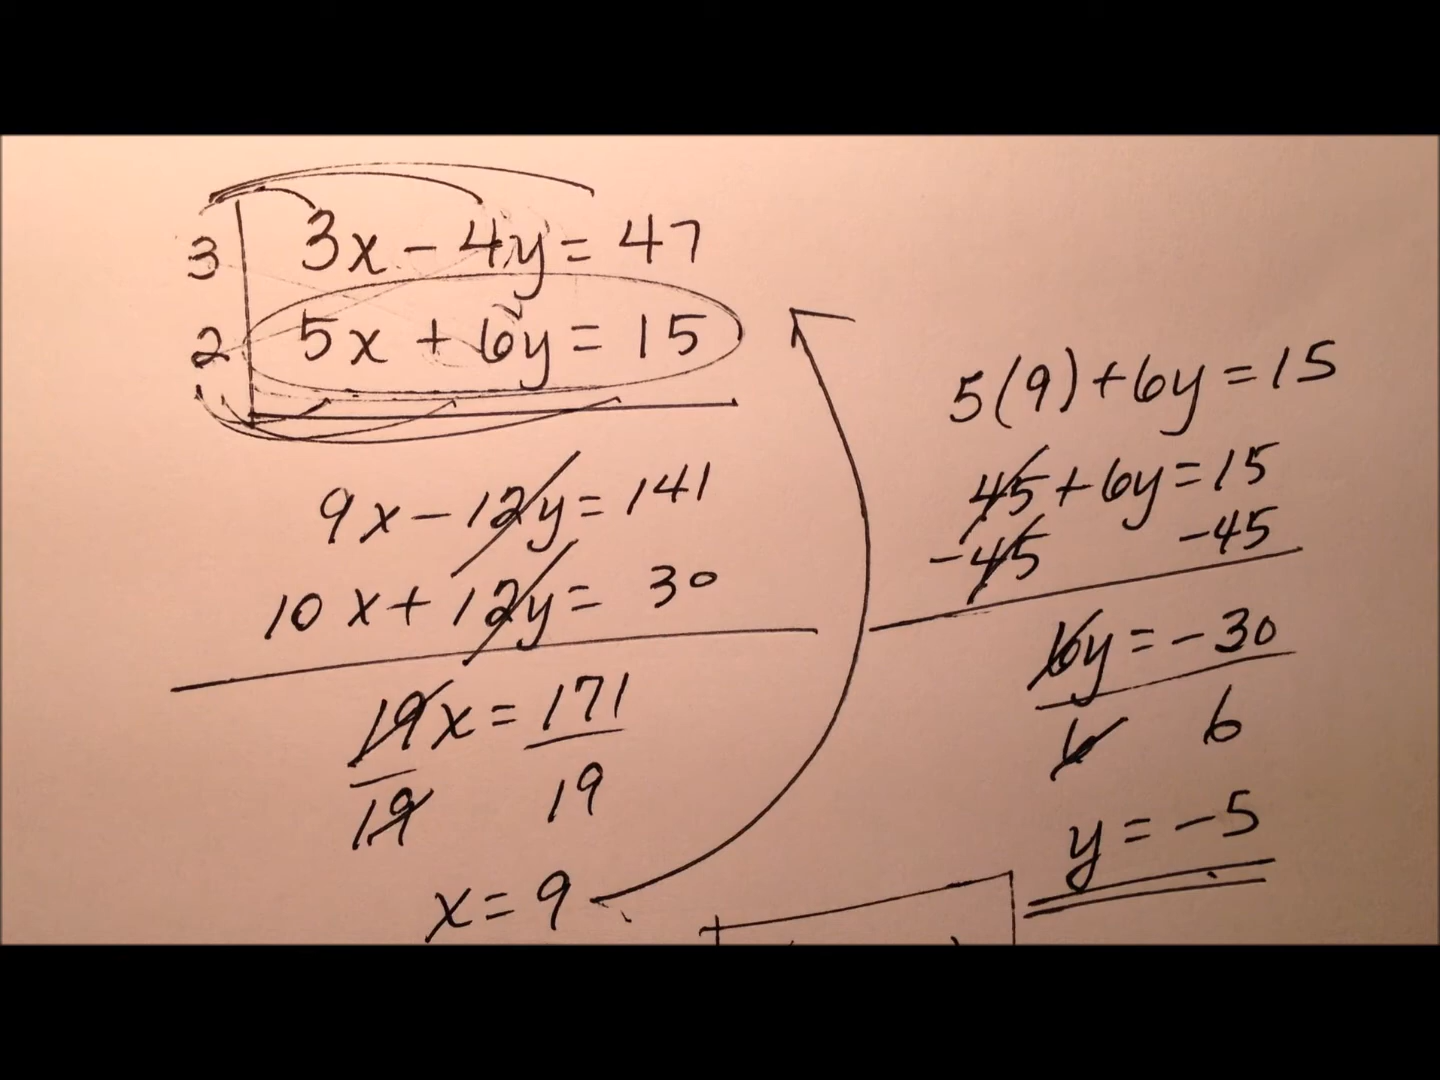 3 3x - 4y = 47
2 5x + 6y = 15
9x - 12y = 141
10x + 12y = 30
19x = 171
19 19
x = 9
5(9) + 6y = 15
45 + 6y = 15
-45 -45
6y = -30
6 6
y = -5